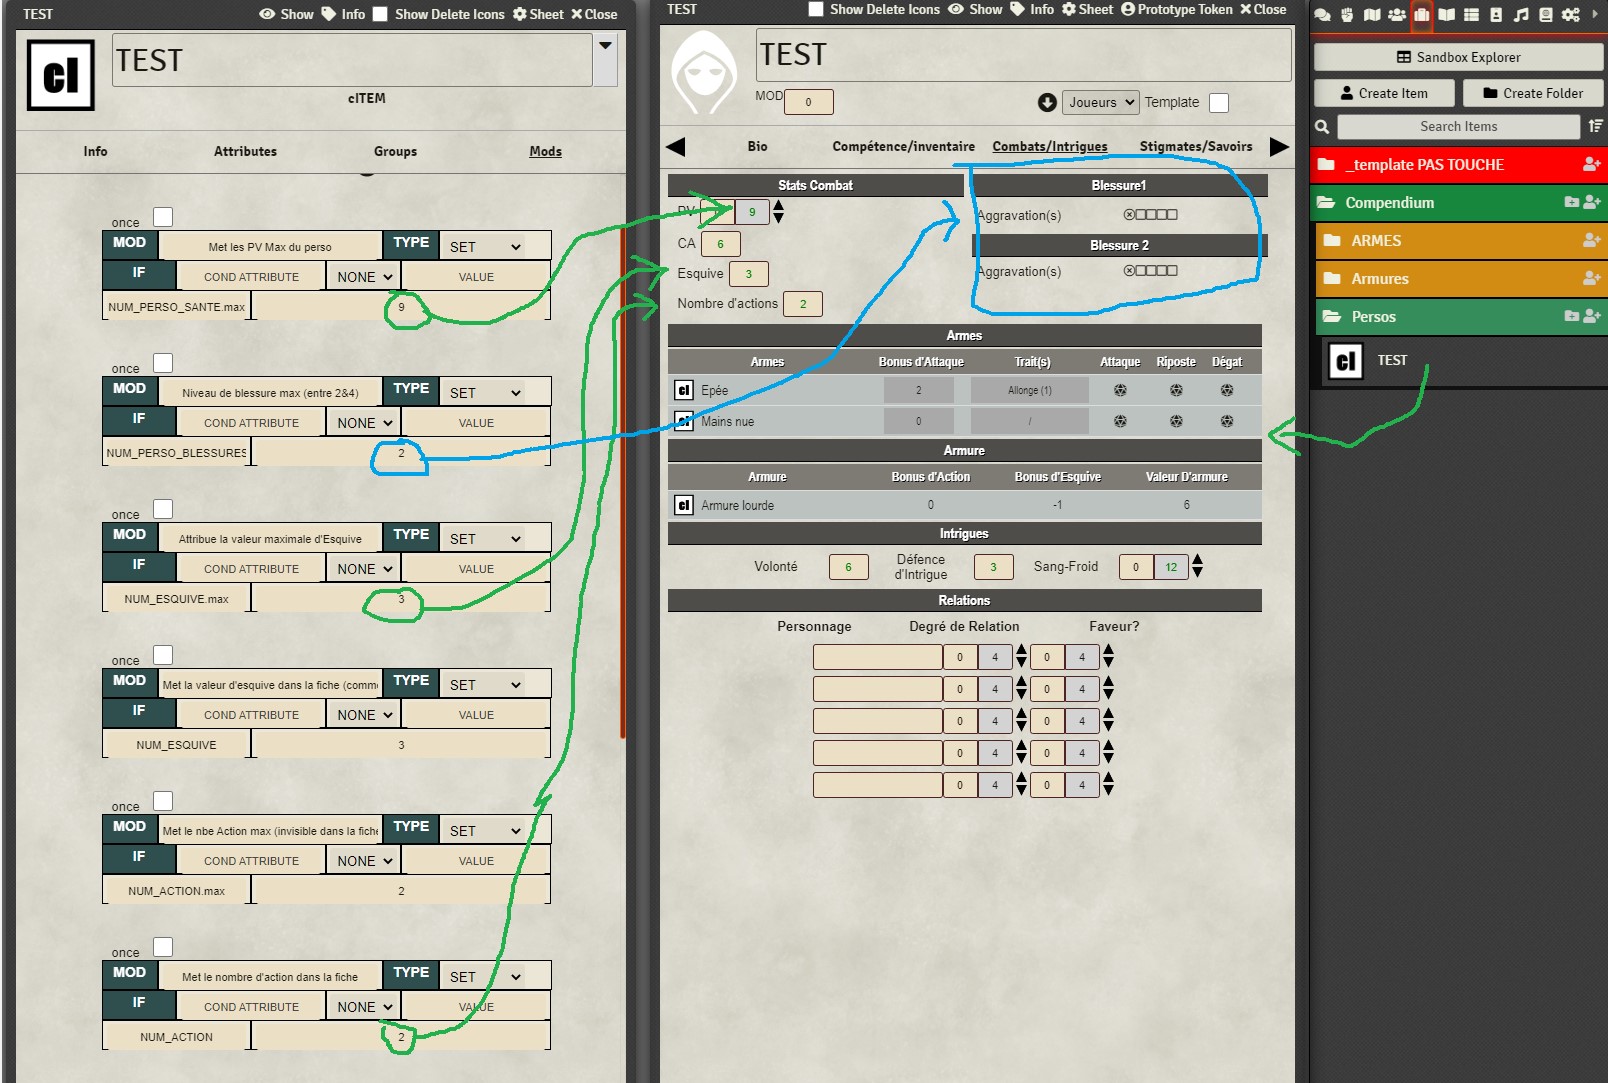 TEST
Show Info Show Delete Icons Sheet Close
cI
TEST
cITEM
Info Attributes Groups Mods
once
MOD Met les PV Max du perso TYPE SET
IF COND ATTRIBUTE NONE VALUE
NUM_PERSO_SANTE.max 9
once
MOD Niveau de blessure max (entre 2&4) TYPE SET
IF COND ATTRIBUTE NONE VALUE
NUM_PERSO_BLESSURES 2
once
MOD Attribue la valeur maximale d'Esquive TYPE SET
IF COND ATTRIBUTE NONE VALUE
NUM_ESQUIVE.max 3
once
MOD Met la valeur d'esquive dans la fiche (comm TYPE SET
IF COND ATTRIBUTE NONE VALUE
NUM_ESQUIVE 3
once
MOD Met le nbe Action max (invisible dans la fiche TYPE SET
IF COND ATTRIBUTE NONE VALUE
NUM_ACTION.max 2
once
MOD Met le nombre d'action dans la fiche TYPE SET
IF COND ATTRIBUTE NONE VALUE
NUM_ACTION 2
TEST
Show Delete Icons Show Info Sheet Prototype Token Close
TEST
MOD 0 Joueurs Template
Bio Compétence/inventaire Combats/Intrigues Stigmates/Savoirs
Stats Combat
PV 9
CA 6
Esquive 3
Nombre d'actions 2
Blessure1
Aggravation(s)
Blessure 2
Aggravation(s)
Armes
Armes Bonus d'Attaque Trait(s) Attaque Riposte Dégat
cI Epée 2 Allonge (1)
cI Mains nue 0 /
Armure
Armure Bonus d'Action Bonus d'Esquive Valeur D'armure
cI Armure lourde 0 -1 6
Intrigues
Volonté 6 Défence d'Intrigue 3 Sang-Froid 0 12
Relations
Personnage Degré de Relation Faveur?
0 4 0 4
0 4 0 4
0 4 0 4
0 4 0 4
0 4 0 4
Sandbox Explorer
Create Item Create Folder
Search Items
_template PAS TOUCHE
Compendium
ARMES
Armures
Persos
cI TEST